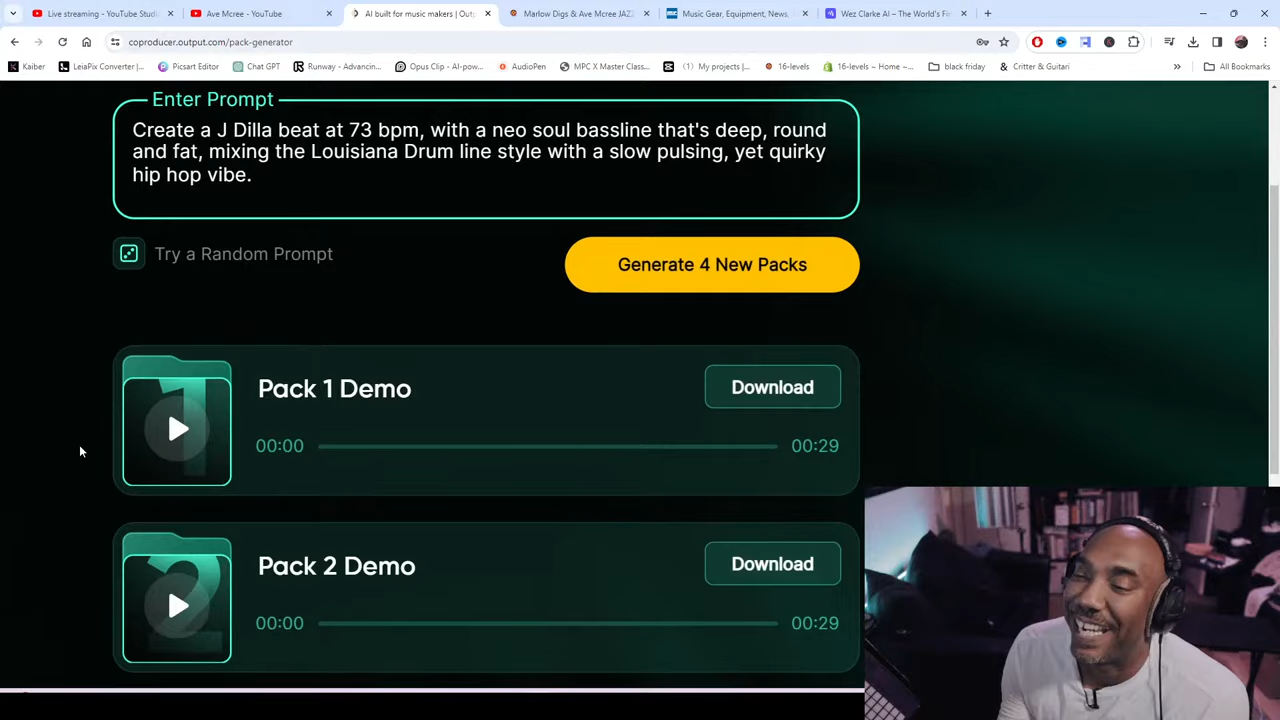 Live streaming - YouTube Studi
Ave Mcree - YouTube
AI built for music makers | Outp
Marlow Digs & Ave Mcree JAZZ
Music Gear, Equipment, News,
Wez Clarke AI – The World's Fi
coproducer.output.com/pack-generator
Kaiber
LeiaPix Converter |...
Picsart Editor
Chat GPT
Runway - Advancin...
Opus Clip - AI-pow...
AudioPen
MPC X Master Class...
(1) My projects |...
16-levels
16-levels ~ Home ~...
black friday
Critter & Guitari
All Bookmarks
Enter Prompt
Create a J Dilla beat at 73 bpm, with a neo soul bassline that's deep, round
and fat, mixing the Louisiana Drum line style with a slow pulsing, yet quirky
hip hop vibe.
Try a Random Prompt
Generate 4 New Packs
1
Pack 1 Demo
Download
00:00
00:29
2
Pack 2 Demo
Download
00:00
00:29